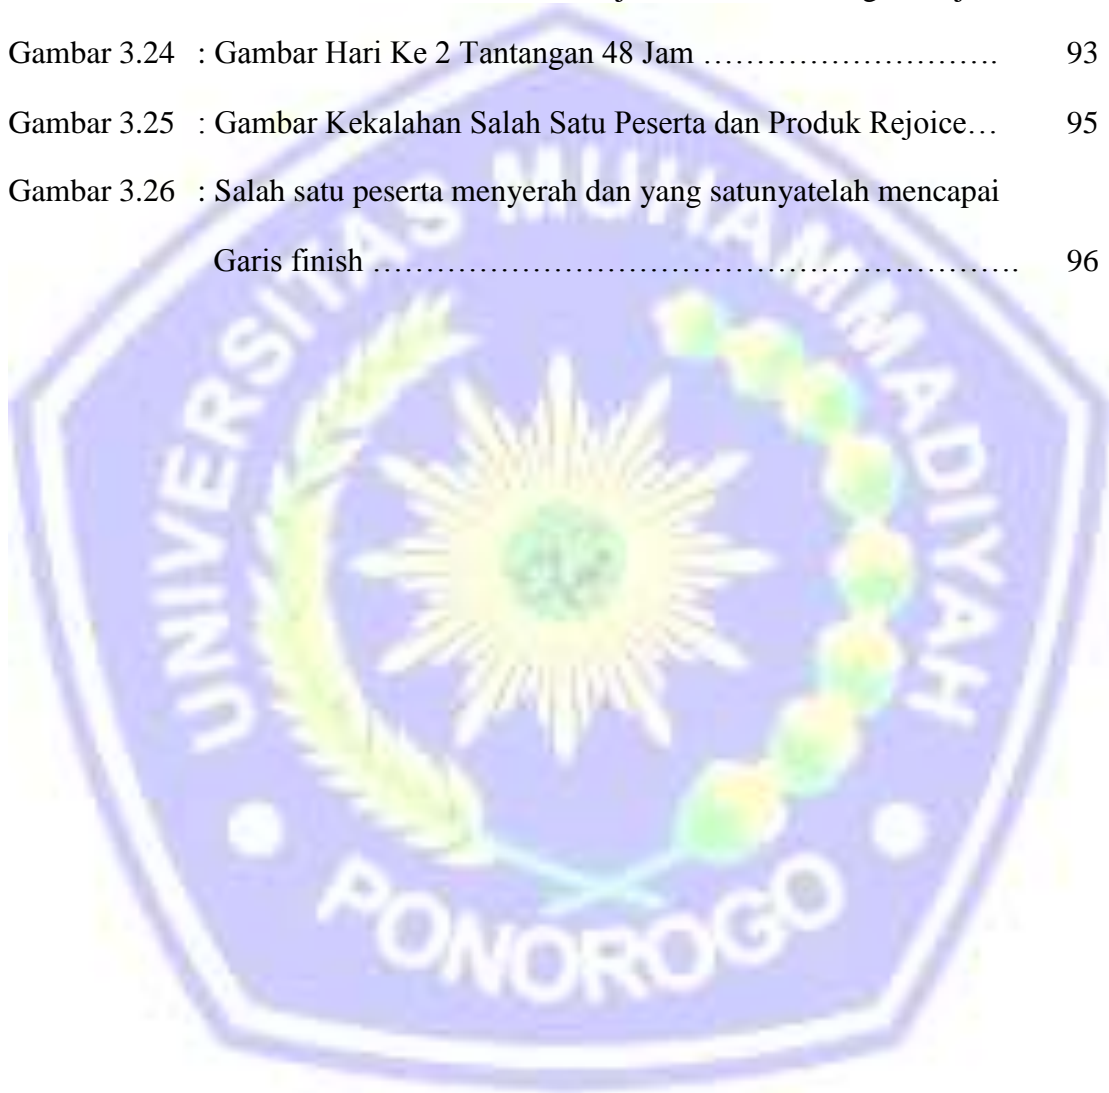 Gambar 3.24 : Gambar Hari Ke 2 Tantangan 48 Jam ………………………. 93
Gambar 3.25 : Gambar Kekalahan Salah Satu Peserta dan Produk Rejoice… 95
Gambar 3.26 : Salah satu peserta menyerah dan yang satunyatelah mencapai
Garis finish ……………………………………………………. 96
UNIVERSITAS MUHAMMADIYAH
PONOROGO